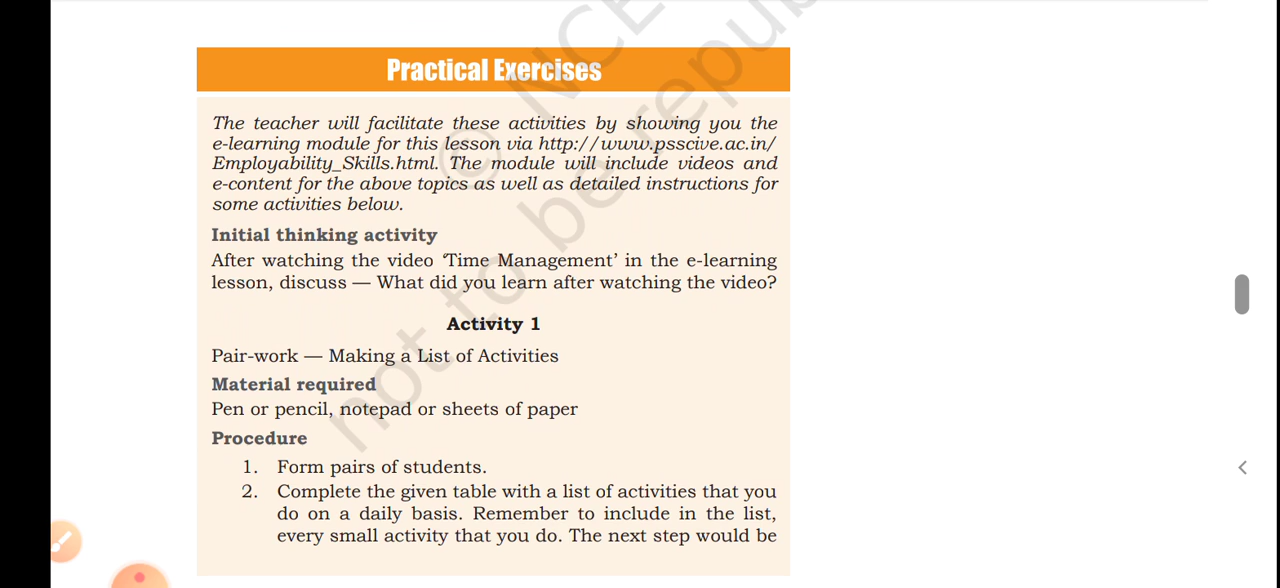 Practical Exercises
The teacher will facilitate these activities by showing you the
e-learning module for this lesson via http://www.psscive.ac.in/
Employability_Skills.html. The module will include videos and
e-content for the above topics as well as detailed instructions for
some activities below.
Initial thinking activity
After watching the video ‘Time Management’ in the e-learning
lesson, discuss — What did you learn after watching the video?
Activity 1
Pair-work — Making a List of Activities
Material required
Pen or pencil, notepad or sheets of paper
Procedure
1. Form pairs of students.
2. Complete the given table with a list of activities that you
do on a daily basis. Remember to include in the list,
every small activity that you do. The next step would be
© NCE
not to be repub